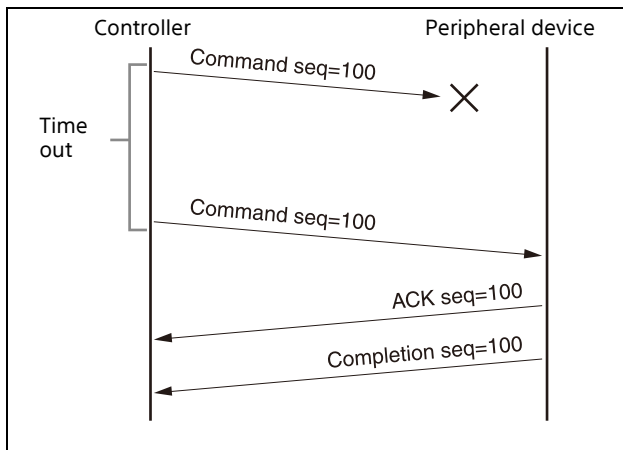 Controller
Peripheral device
Command seq=100
Time
out
Command seq=100
ACK seq=100
Completion seq=100